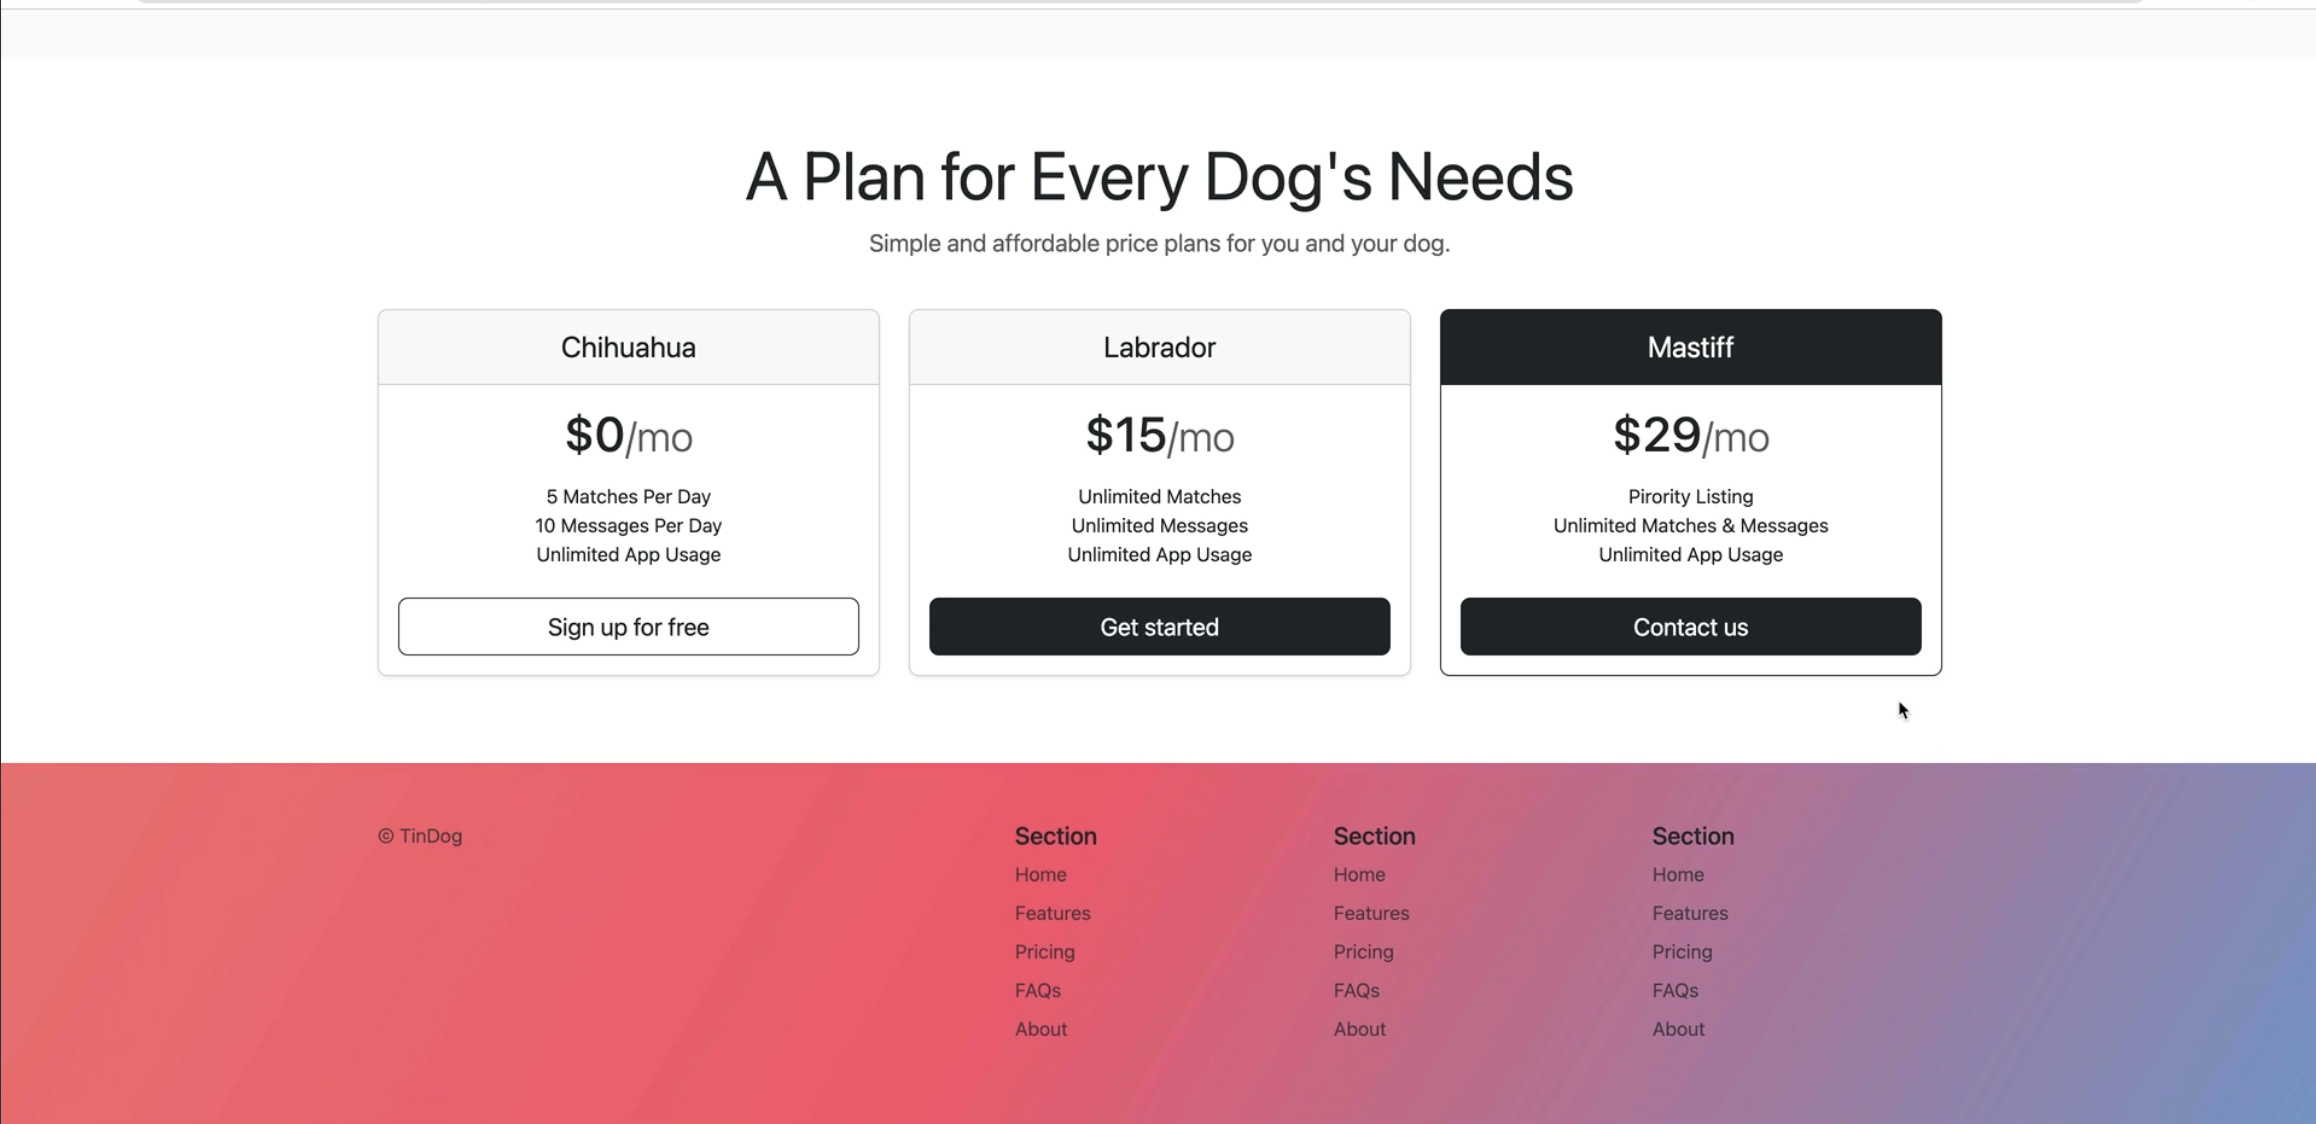 A Plan for Every Dog's Needs
Simple and affordable price plans for you and your dog.
Chihuahua
$0/mo
5 Matches Per Day
10 Messages Per Day
Unlimited App Usage
Sign up for free
Labrador
$15/mo
Unlimited Matches
Unlimited Messages
Unlimited App Usage
Get started
Mastiff
$29/mo
Pirority Listing
Unlimited Matches & Messages
Unlimited App Usage
Contact us
© TinDog
Section
Home
Features
Pricing
FAQs
About
Section
Home
Features
Pricing
FAQs
About
Section
Home
Features
Pricing
FAQs
About